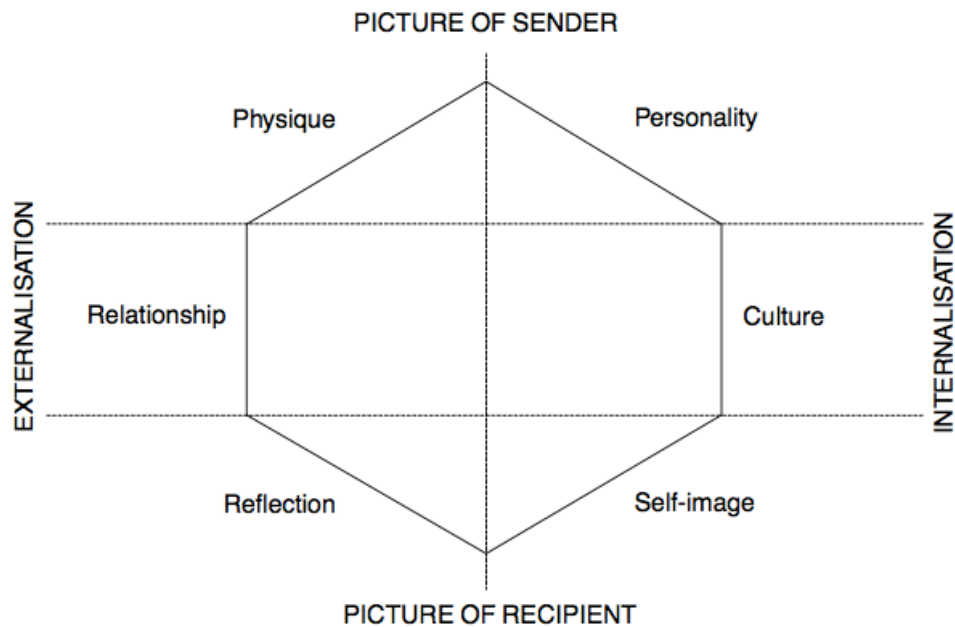 PICTURE OF SENDER
Physique
Personality
EXTERNALISATION
INTERNALISATION
Relationship
Culture
Reflection
Self-image
PICTURE OF RECIPIENT